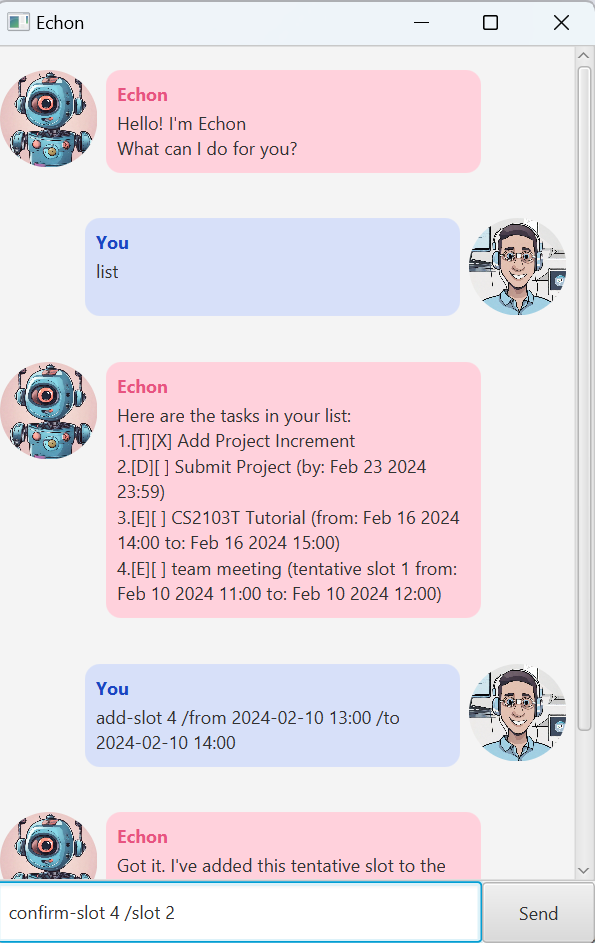 Echon
Echon
Hello! I'm Echon
What can I do for you?
You
list
Echon
Here are the tasks in your list:
1.[T][X] Add Project Increment
2.[D][ ] Submit Project (by: Feb 23 2024
23:59)
3.[E][ ] CS2103T Tutorial (from: Feb 16 2024
14:00 to: Feb 16 2024 15:00)
4.[E][ ] team meeting (tentative slot 1 from:
Feb 10 2024 11:00 to: Feb 10 2024 12:00)
You
add-slot 4 /from 2024-02-10 13:00 /to
2024-02-10 14:00
Echon
Got it. I've added this tentative slot to the
confirm-slot 4 /slot 2
Send